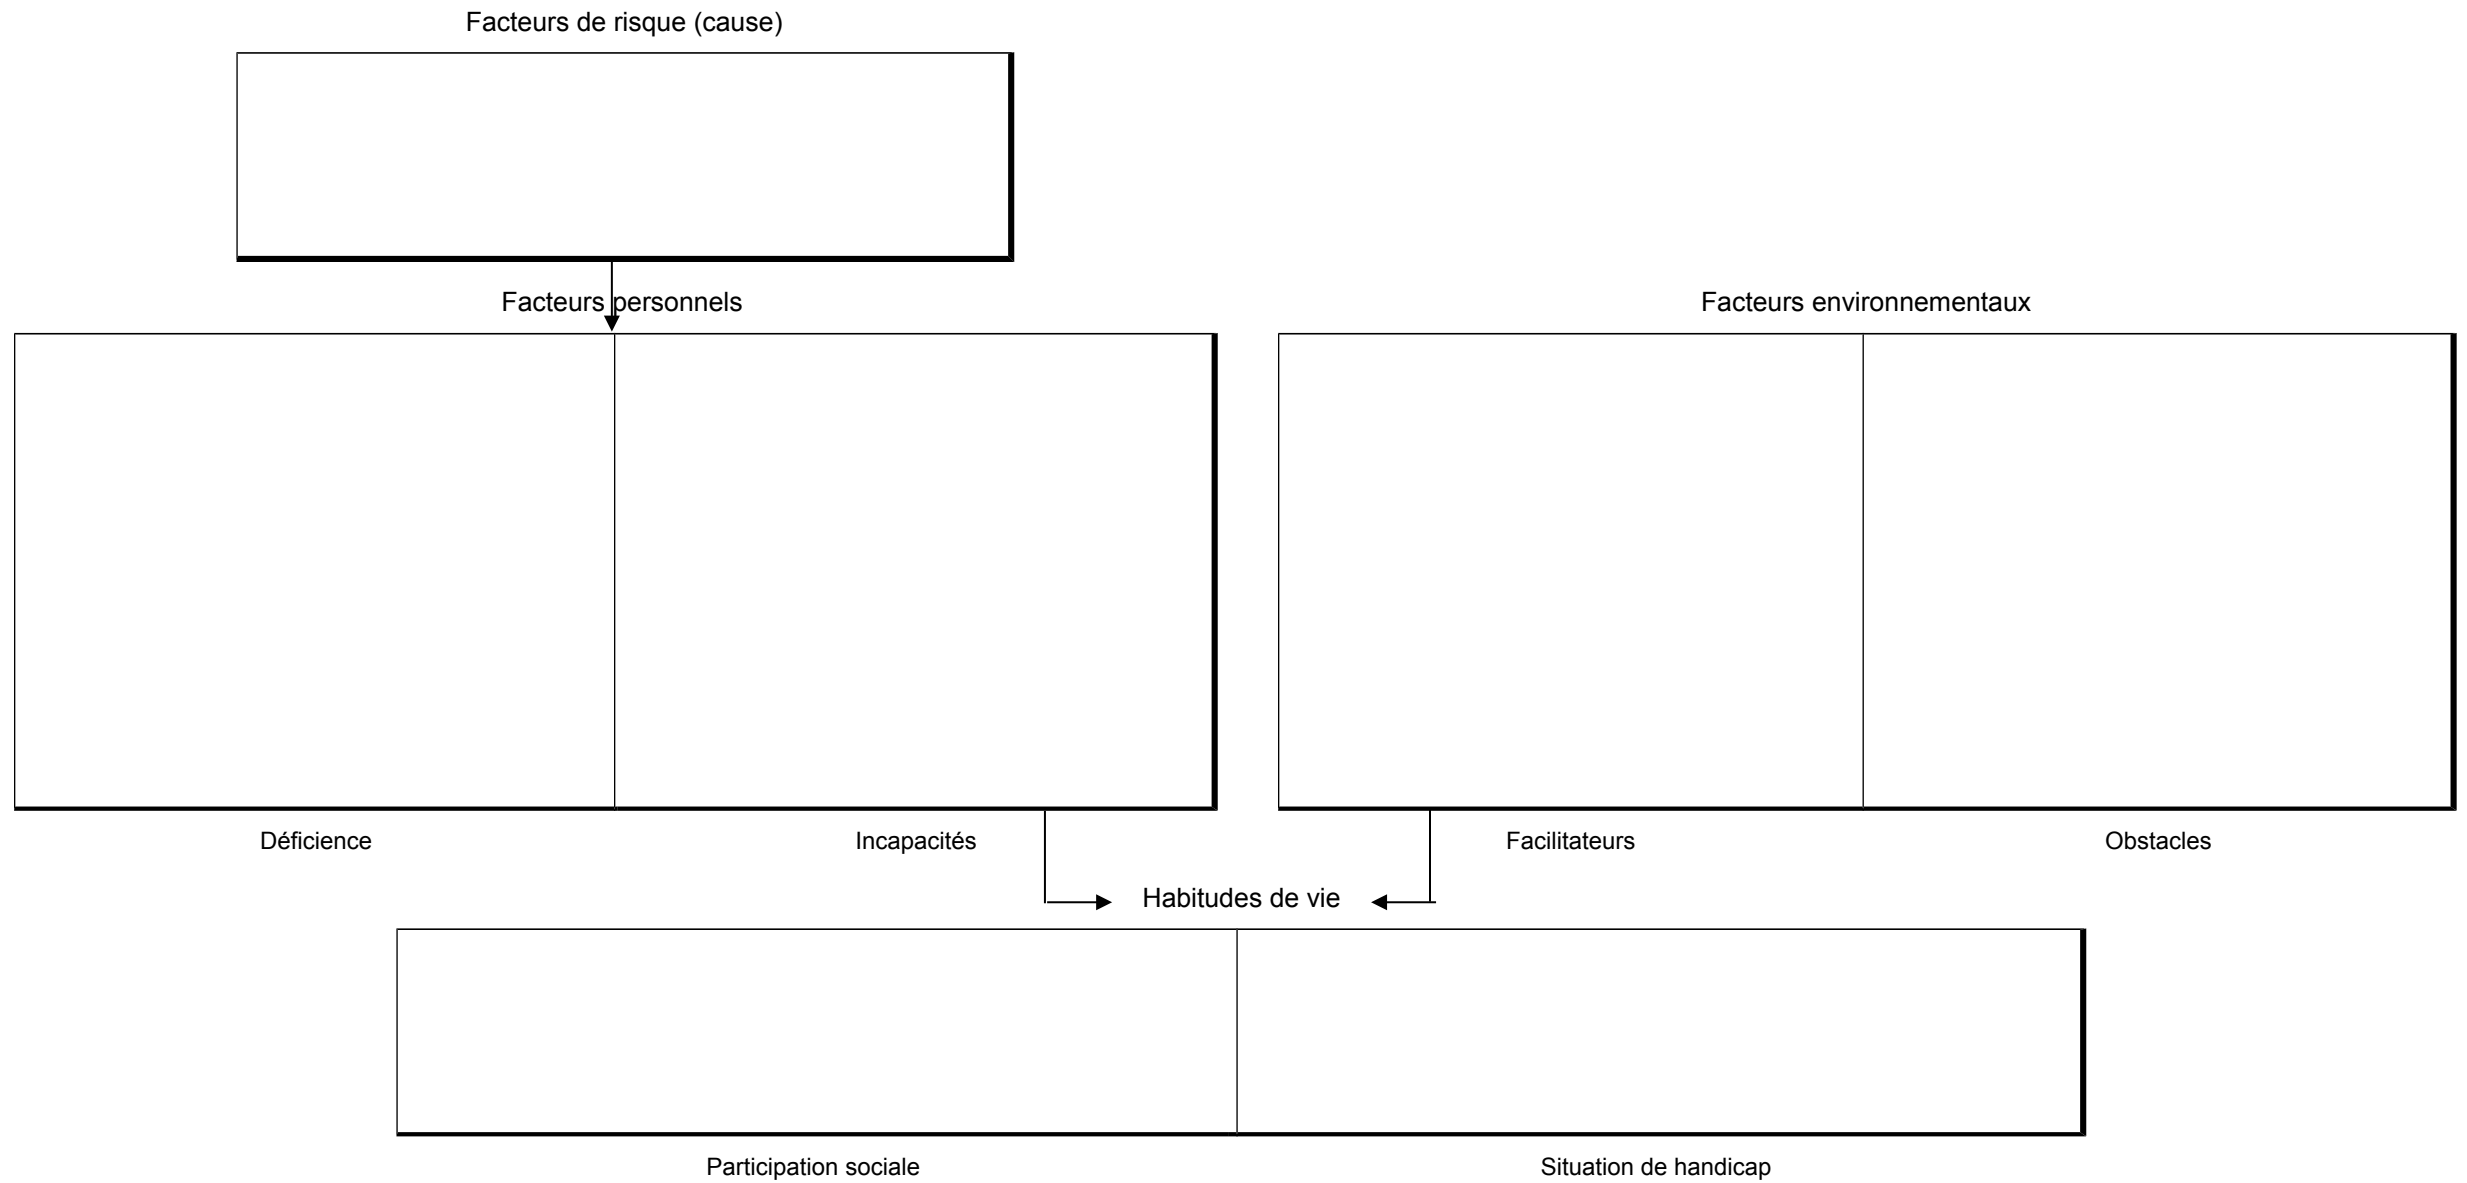 Facteurs de risque (cause)
Facteurs personnels
Facteurs environnementaux
Déficience
Incapacités
Facilitateurs
Obstacles
Habitudes de vie
Participation sociale
Situation de handicap